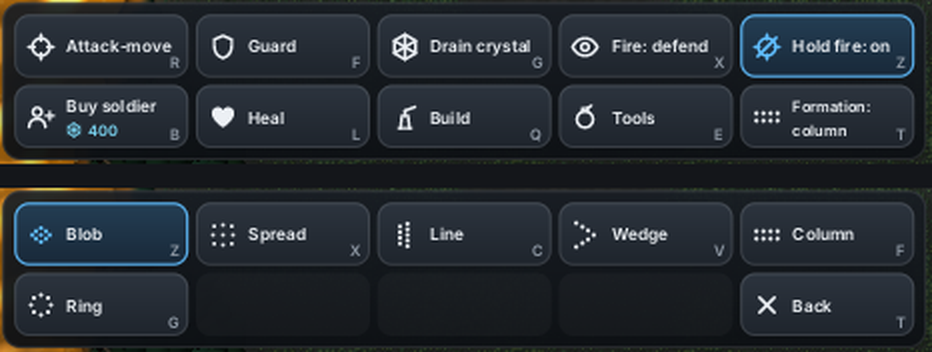 Attack-move
R
Guard
F
Drain crystal
G
Fire: defend
X
Hold fire: on
Z
Buy soldier
400
B
Heal
L
Build
Q
Tools
E
Formation:
column
T
Blob
Z
Spread
X
Line
C
Wedge
V
Column
F
Ring
G
Back
T